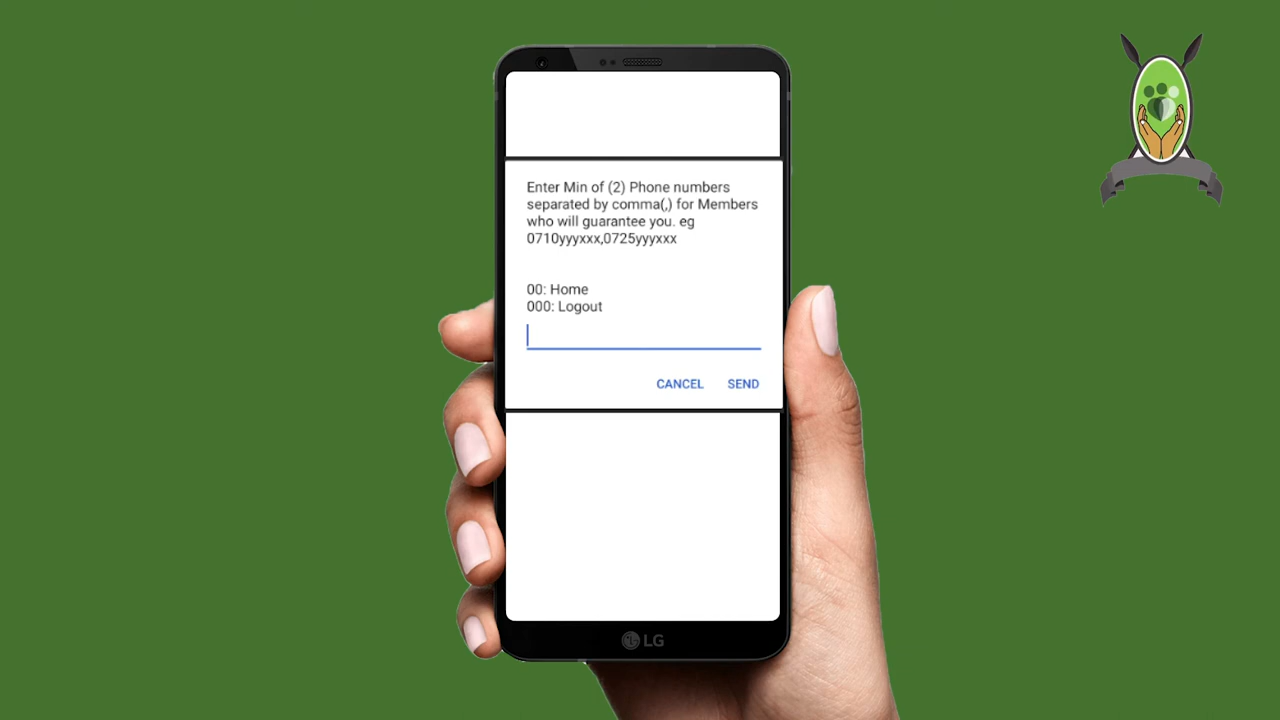 Enter Min of (2) Phone numbers
separated by comma(,) for Members
who will guarantee you. eg
0710yyyxxx,0725yyyxxx
00: Home
000: Logout
CANCEL
SEND
LG